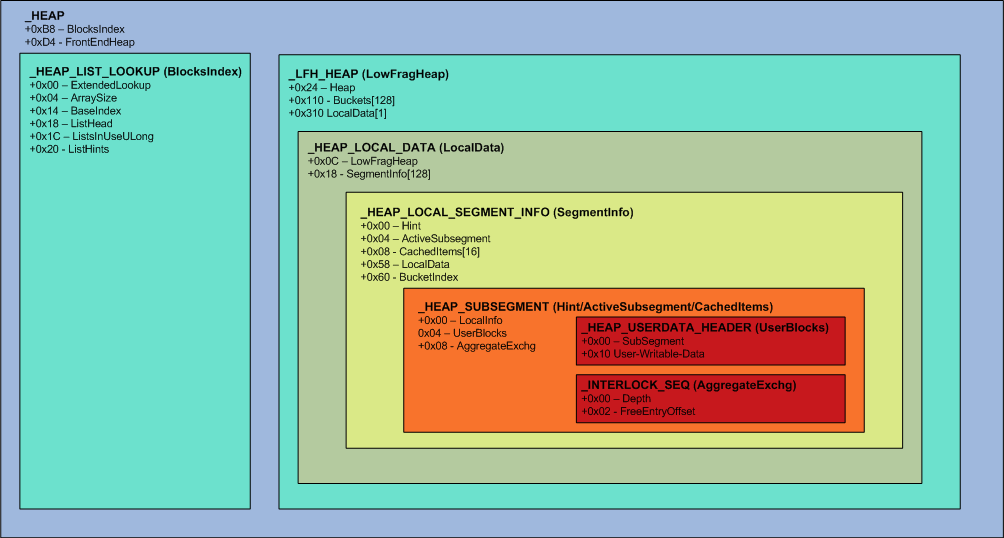 _HEAP
+0xB8 – BlocksIndex
+0xD4 - FrontEndHeap
_HEAP_LIST_LOOKUP (BlocksIndex)
+0x00 – ExtendedLookup
+0x04 – ArraySize
+0x14 – BaseIndex
+0x18 – ListHead
+0x1C – ListsInUseULong
+0x20 - ListHints
_LFH_HEAP (LowFragHeap)
+0x24 – Heap
+0x110 - Buckets[128]
+0x310 LocalData[1]
_HEAP_LOCAL_DATA (LocalData)
+0x0C – LowFragHeap
+0x18 - SegmentInfo[128]
_HEAP_LOCAL_SEGMENT_INFO (SegmentInfo)
+0x00 - Hint
+0x04 – ActiveSubsegment
+0x08 - CachedItems[16]
+0x58 – LocalData
+0x60 - BucketIndex
_HEAP_SUBSEGMENT (Hint/ActiveSubsegment/CachedItems)
+0x00 – LocalInfo
0x04 – UserBlocks
+0x08 - AggregateExchg
_HEAP_USERDATA_HEADER (UserBlocks)
+0x00 – SubSegment
+0x10 User-Writable-Data
_INTERLOCK_SEQ (AggregateExchg)
+0x00 – Depth
+0x02 - FreeEntryOffset